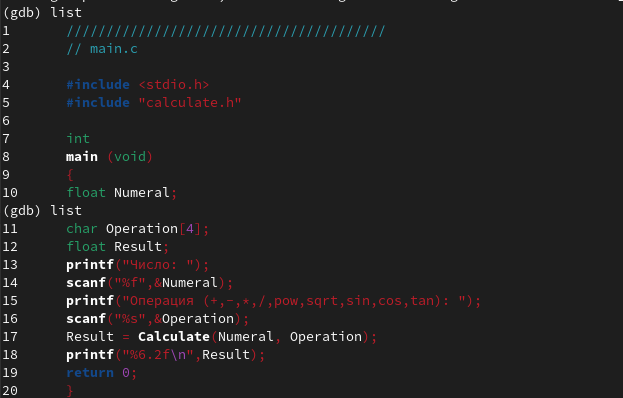 (gdb) list
1 ////////////////////////////////////////
2 // main.c
3
4 #include <stdio.h>
5 #include "calculate.h"
6
7 int
8 main (void)
9 {
10 float Numeral;
(gdb) list
11 char Operation[4];
12 float Result;
13 printf("Число: ");
14 scanf("%f",&Numeral);
15 printf("Операция (+,-,*,/,pow,sqrt,sin,cos,tan): ");
16 scanf("%s",&Operation);
17 Result = Calculate(Numeral, Operation);
18 printf("%6.2f\n",Result);
19 return 0;
20 }